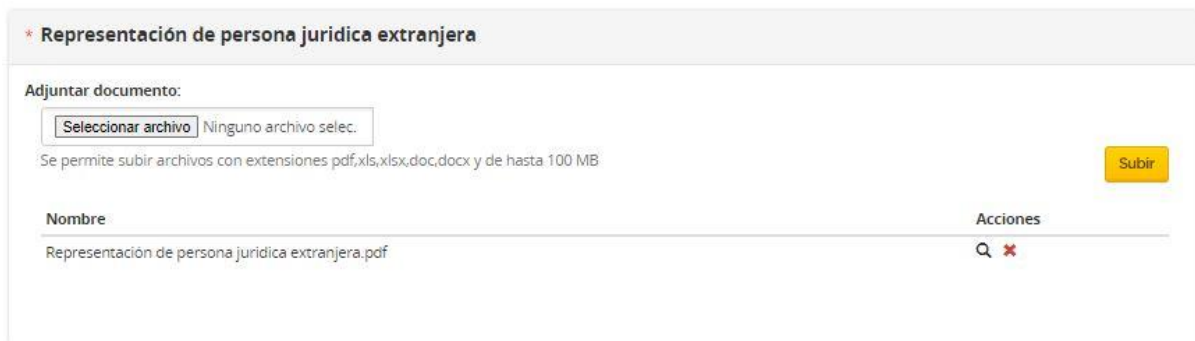 * Representación de persona juridica extranjera
Adjuntar documento:
Seleccionar archivo Ninguno archivo selec.
Se permite subir archivos con extensiones pdf,xls,xlsx,doc,docx y de hasta 100 MB
Subir
Nombre Acciones
Representación de persona juridica extranjera.pdf